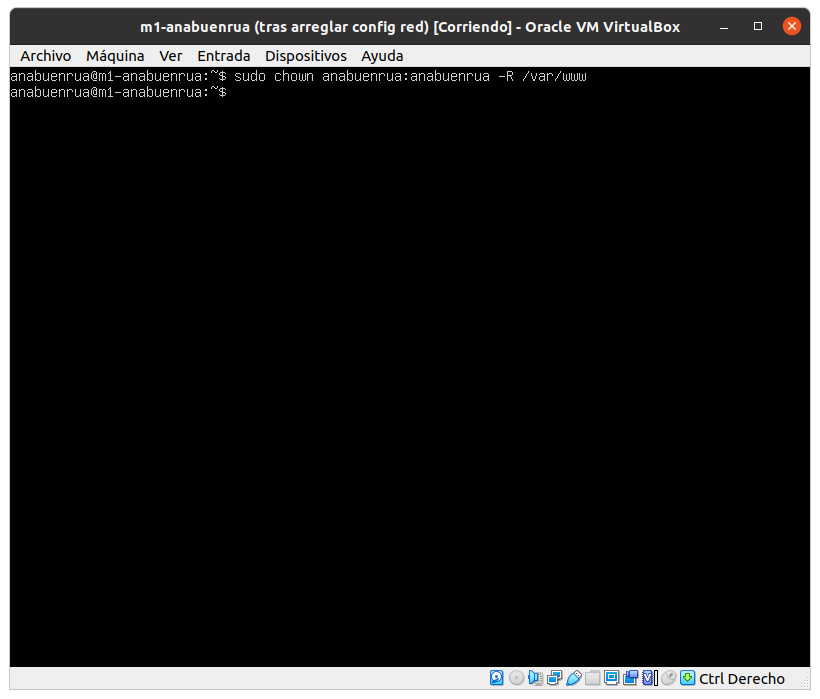 m1-anabuenrua (tras arreglar config red) [Corriendo] - Oracle VM VirtualBox
Archivo Máquina Ver Entrada Dispositivos Ayuda
anabuenrua@m1-anabuenrua:~$ sudo chown anabuenrua:anabuenrua -R /var/www
anabuenrua@m1-anabuenrua:~$
Ctrl Derecho